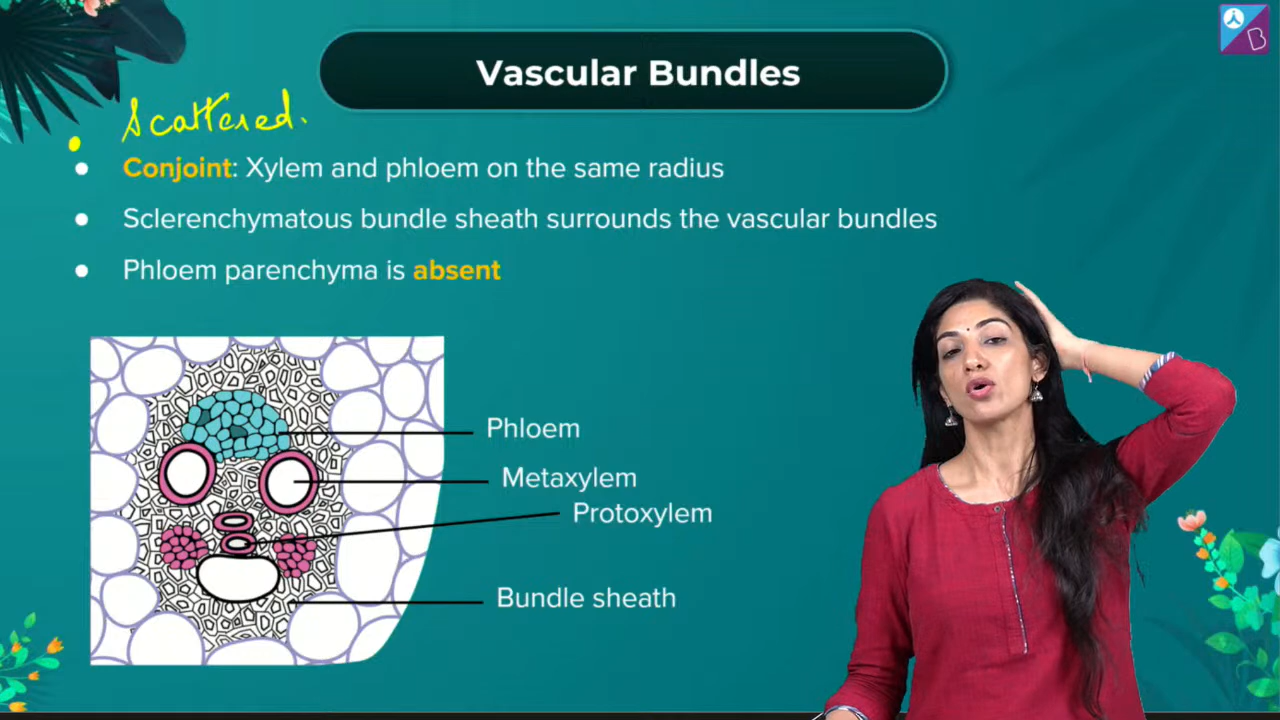 Vascular Bundles
Scattered.
Conjoint: Xylem and phloem on the same radius
Sclerenchymatous bundle sheath surrounds the vascular bundles
Phloem parenchyma is absent
Phloem
Metaxylem
Protoxylem
Bundle sheath
B